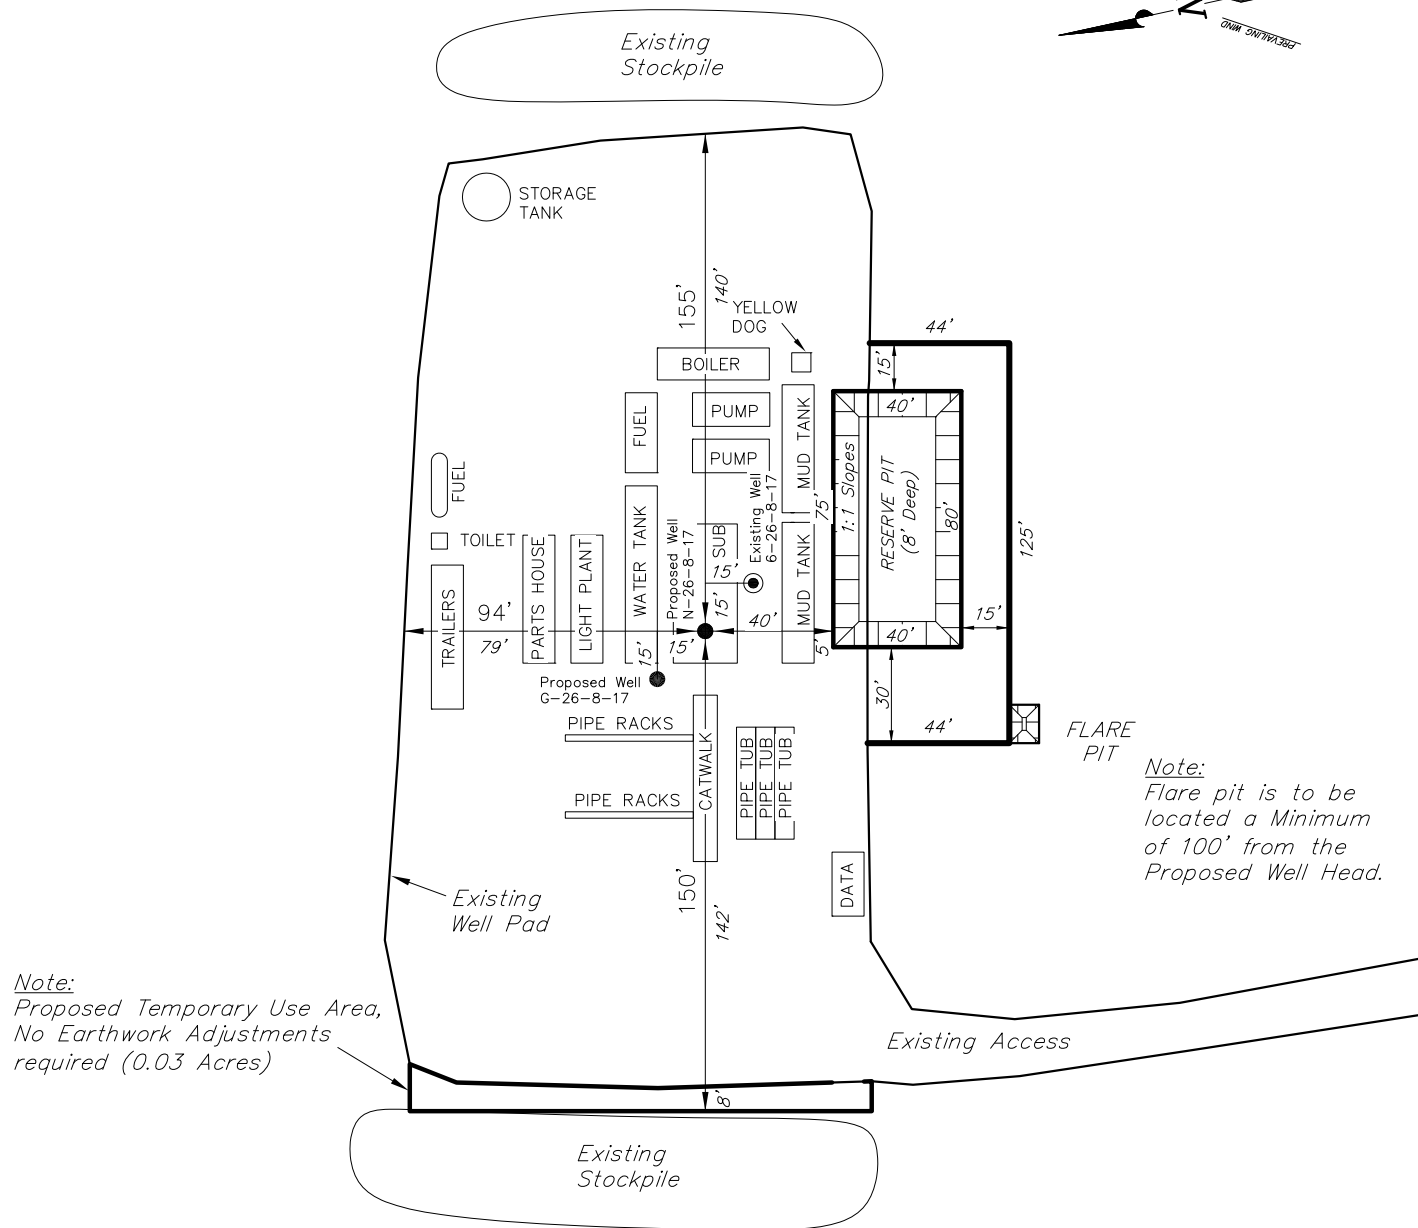 Existing
Stockpile
N
PREVAILING WIND
STORAGE
TANK
155'
140'
YELLOW
DOG
44'
15'
BOILER
40'
FUEL
PUMP
MUD TANK
PUMP
FUEL
75'
1:1 Slopes
RESERVE PIT
(8' Deep)
80'
125'
Existing Well
6-26-8-17
TOILET
PARTS HOUSE
LIGHT PLANT
WATER TANK
Proposed Well
N-26-8-17
SUB
15'
MUD TANK
TRAILERS
94'
79'
15'
15'
15'
40'
5'
40'
15'
Proposed Well
G-26-8-17
30'
PIPE RACKS
CATWALK
PIPE TUB
PIPE TUB
PIPE TUB
44'
FLARE
PIT
PIPE RACKS
Note:
Flare pit is to be
located a Minimum
of 100' from the
Proposed Well Head.
DATA
150'
142'
Existing
Well Pad
Note:
Proposed Temporary Use Area,
No Earthwork Adjustments
required (0.03 Acres)
Existing Access
8'
Existing
Stockpile